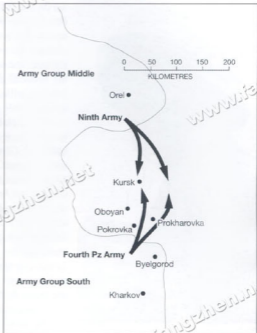 0 50 100 150 200
KILOMETRES
Army Group Middle
Orel
Ninth Army
Kursk
Oboyan
Prokharovka
Pokrovka
Fourth Pz Army
Byelgorod
Army Group South
Kharkov